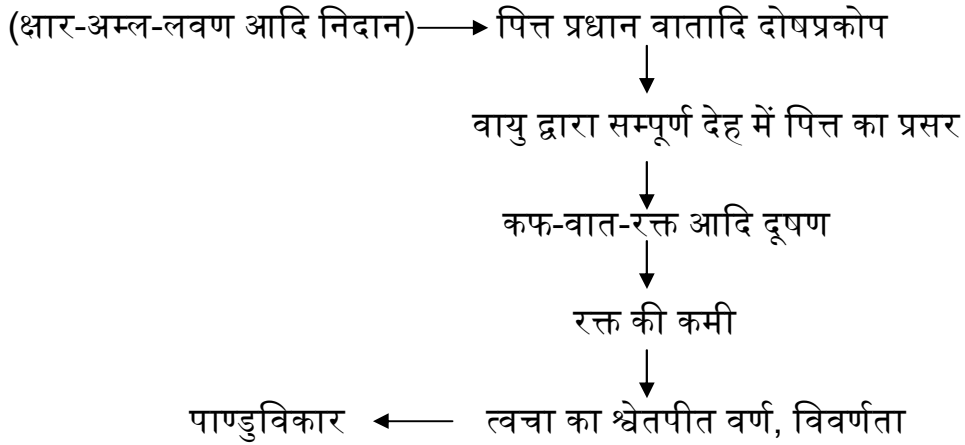 (क्षार-अम्ल-लवण आदि निदान) पित्त प्रधान वातादि दोषप्रकोप
वायु द्वारा सम्पूर्ण देह में पित्त का प्रसर
कफ-वात-रक्त आदि दूषण
रक्त की कमी
पाण्डुविकार त्वचा का श्वेतपीत वर्ण, विवर्णता